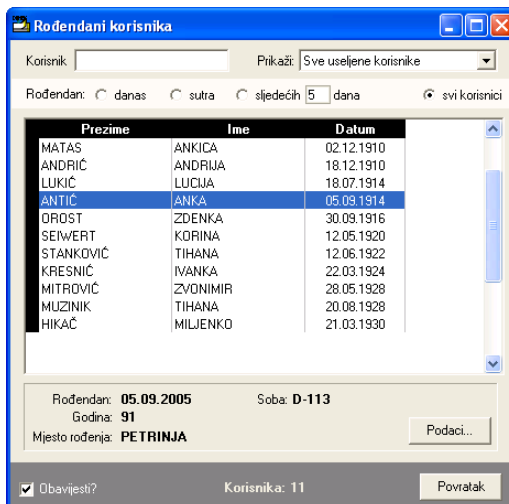 Rođendani korisnika
Korisnik Prikaži: Sve useljene korisnike
Rođendan: danas sutra sljedećih 5 dana svi korisnici
Prezime Ime Datum
MATAS ANKICA 02.12.1910
ANDRIĆ ANDRIJA 18.12.1910
LUKIĆ LUCIJA 18.07.1914
ANTIĆ ANKA 05.09.1914
OROST ZDENKA 30.09.1916
SEIWERT KORINA 12.05.1920
STANKOVIĆ TIHANA 12.06.1922
KRESNIĆ IVANKA 22.03.1924
MITROVIĆ ZVONIMIR 28.05.1928
MUZINIK TIHANA 20.08.1928
HIKAČ MILJENKO 21.03.1930
Rođendan: 05.09.2005 Soba: D-113
Godina: 91
Mjesto rođenja: PETRINJA
Podaci...
Obavijesti? Korisnika: 11 Povratak